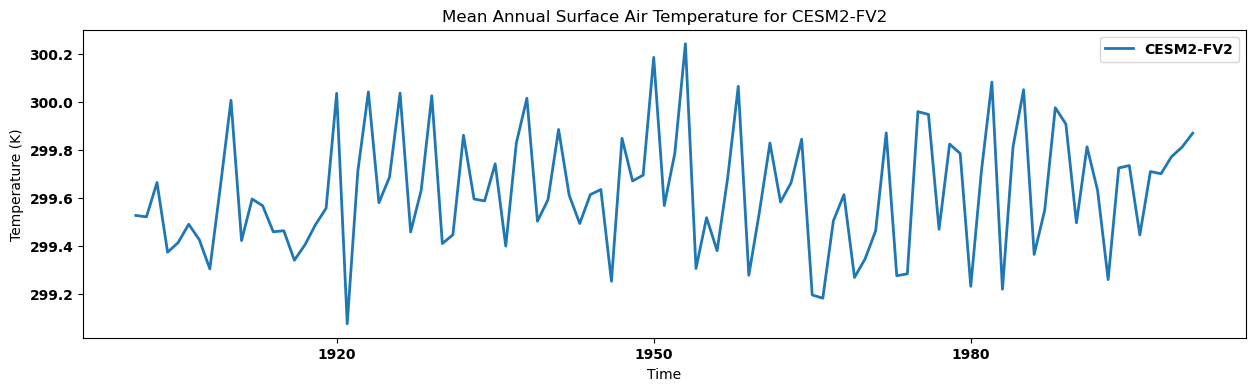 Mean Annual Surface Air Temperature for CESM2-FV2
CESM2-FV2
Temperature (K)
300.2
300.0
299.8
299.6
299.4
299.2
1920
1950
1980
Time